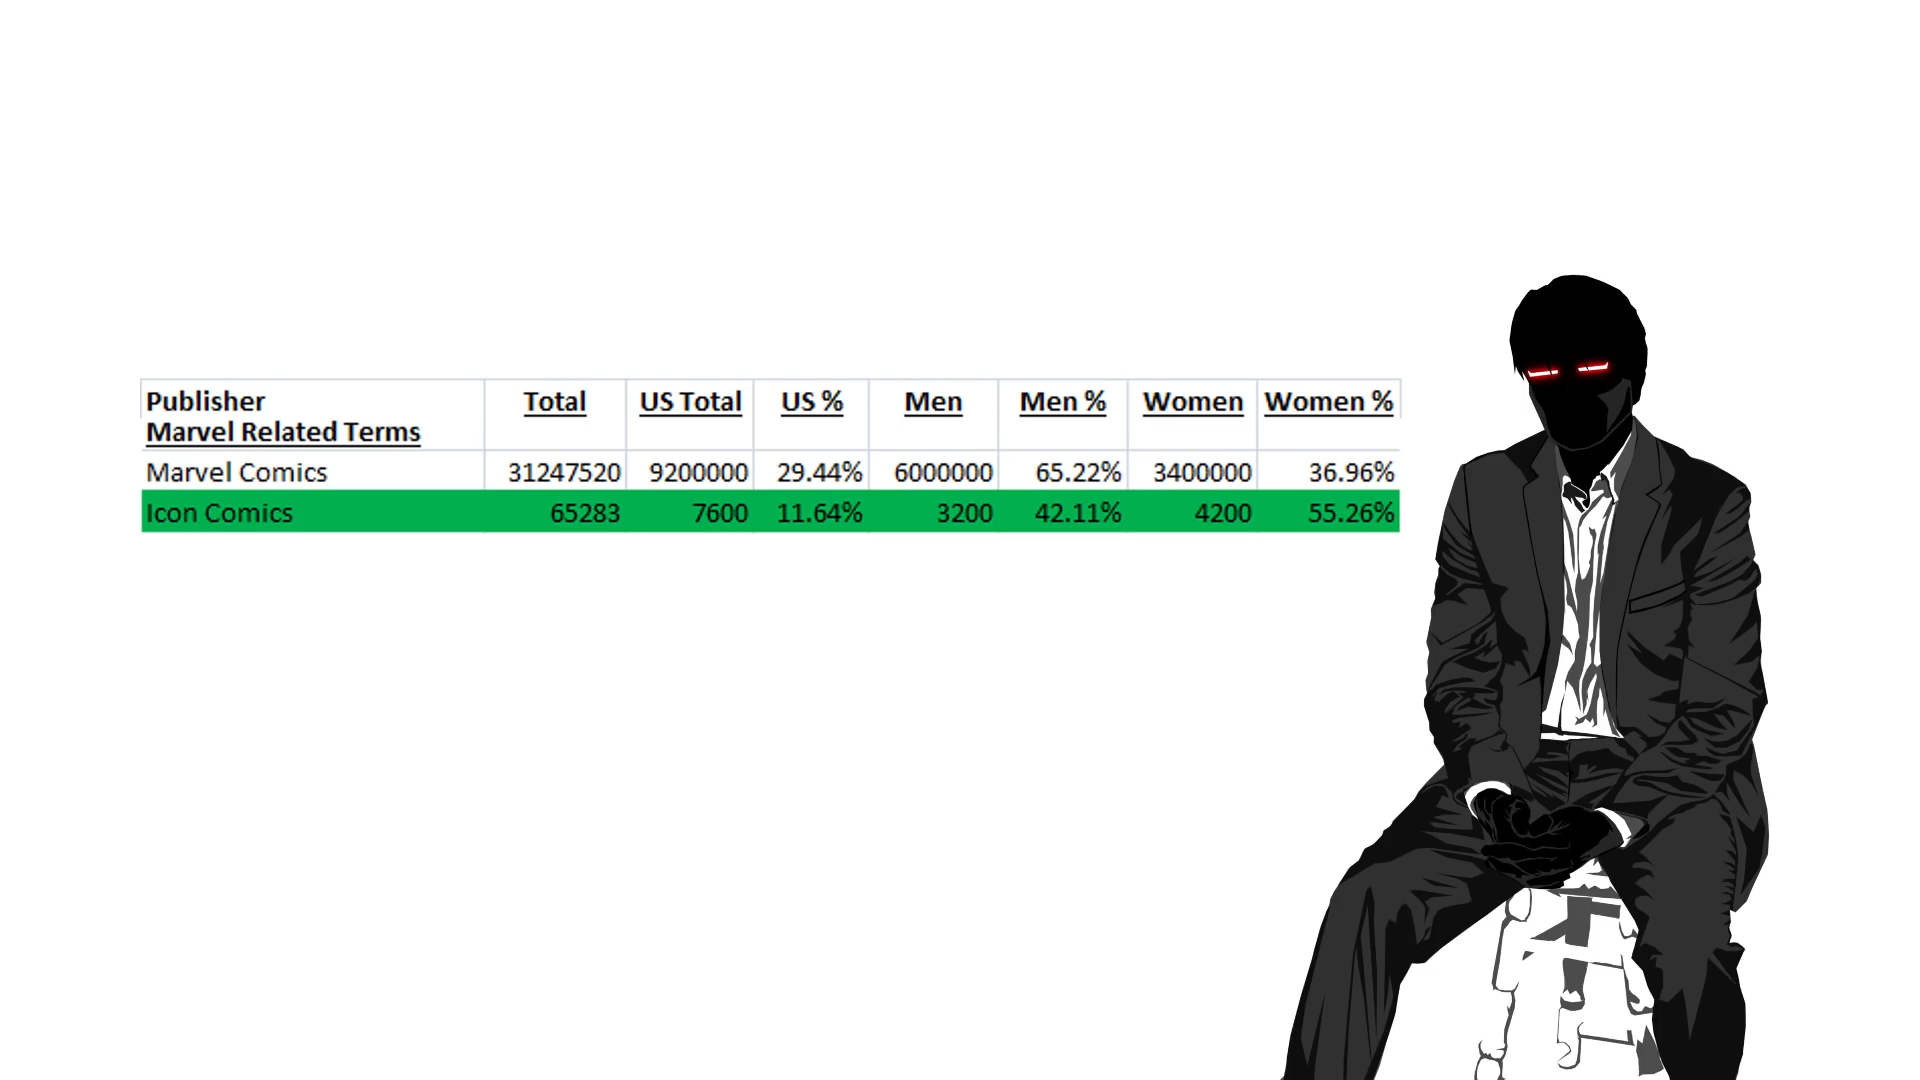 Publisher
Marvel Related Terms Total US Total US % Men Men % Women Women %
Marvel Comics 31247520 9200000 29.44% 6000000 65.22% 3400000 36.96%
Icon Comics 65283 7600 11.64% 3200 42.11% 4200 55.26%